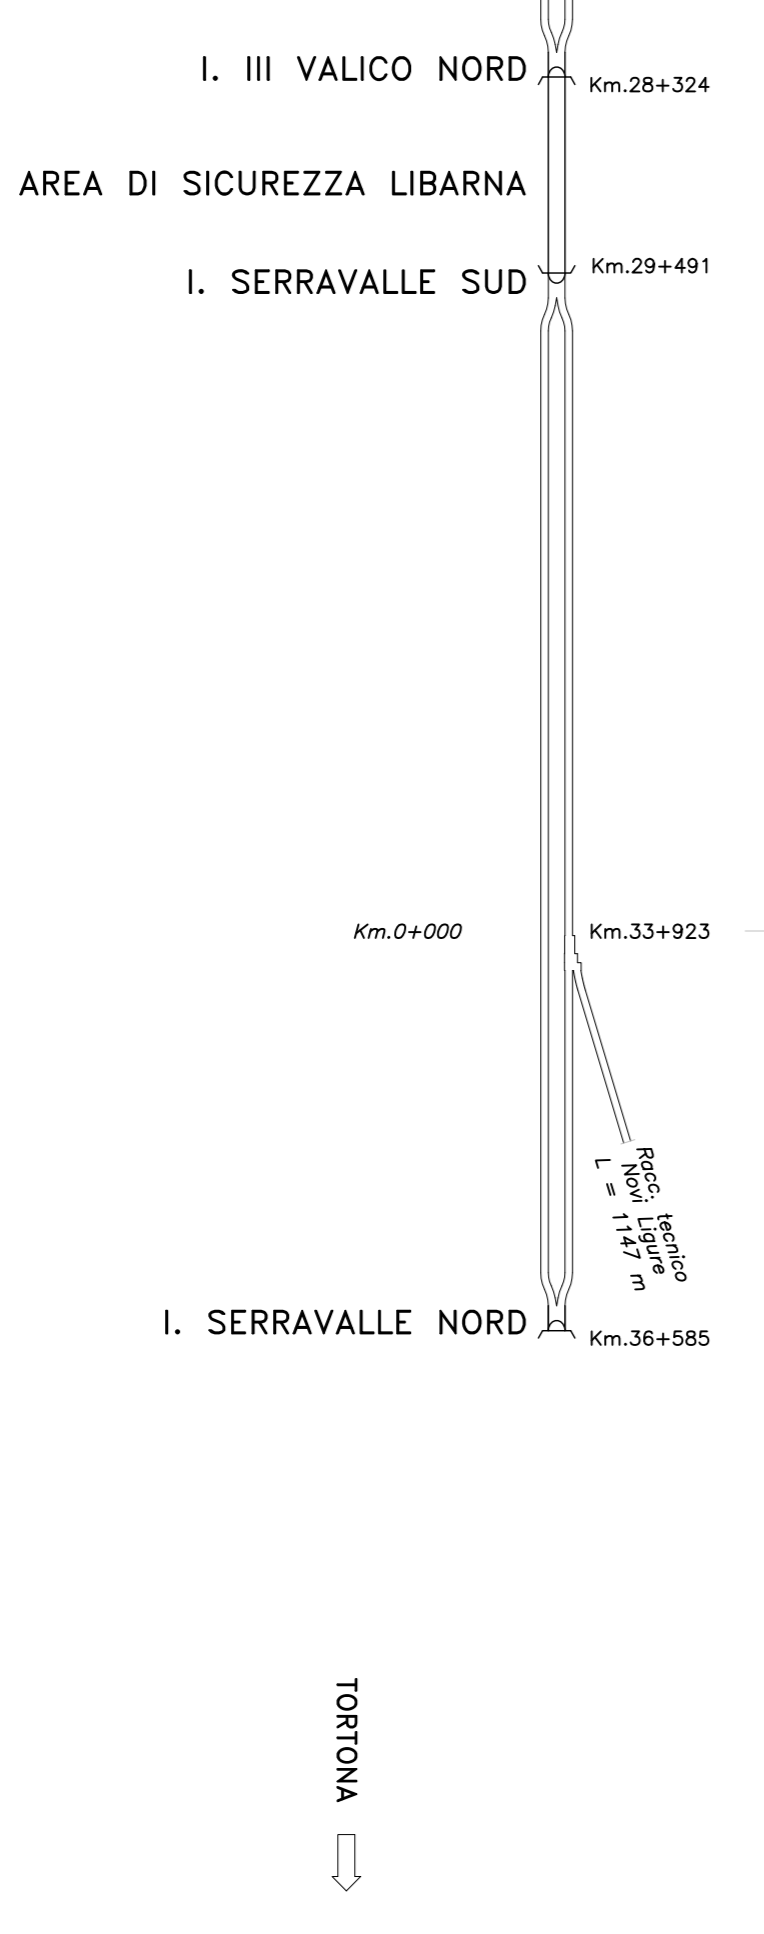 I. III VALICO NORD
Km.28+324
AREA DI SICUREZZA LIBARNA
Km.29+491
I. SERRAVALLE SUD
Km.0+000
Km.33+923
Racc. tecnico
Novi Ligure
L = 1147 m
I. SERRAVALLE NORD
Km.36+585
TORTONA